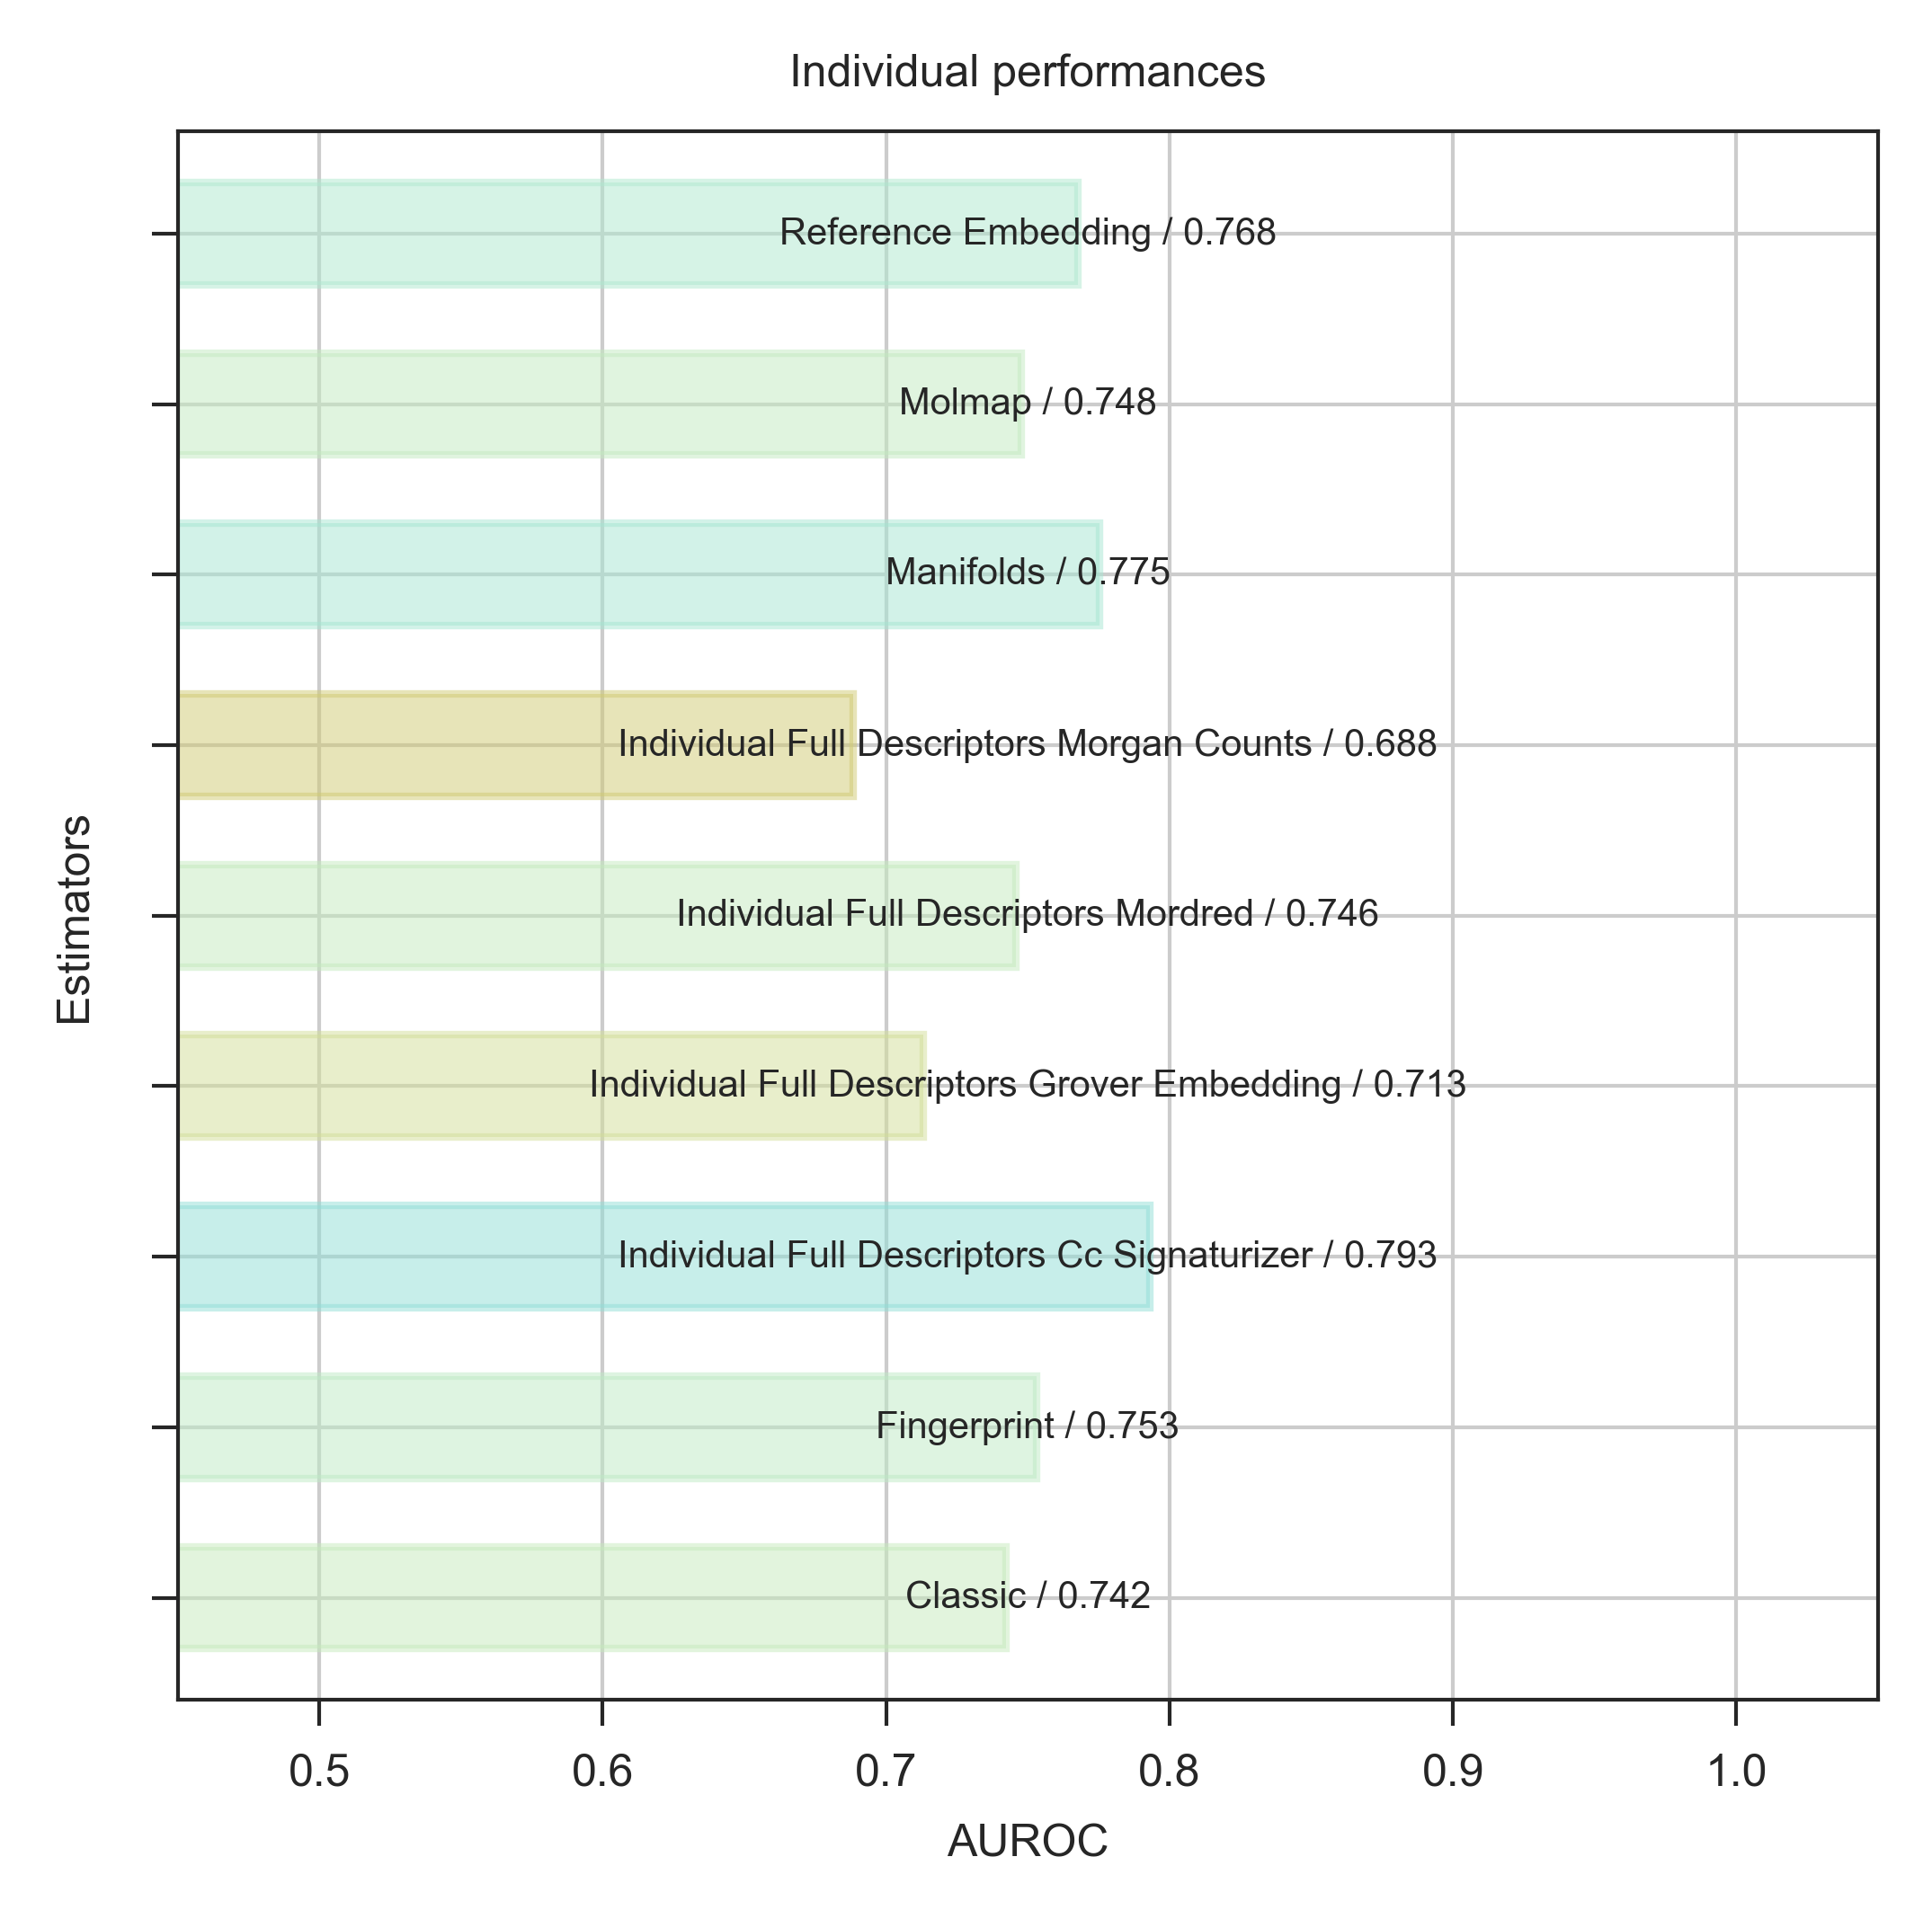 Individual performances
Reference Embedding / 0.768
Molmap / 0.748
Manifolds / 0.775
Individual Full Descriptors Morgan Counts / 0.688
Individual Full Descriptors Mordred / 0.746
Individual Full Descriptors Grover Embedding / 0.713
Individual Full Descriptors Cc Signaturizer / 0.793
Fingerprint / 0.753
Classic / 0.742
Estimators
0.5 0.6 0.7 0.8 0.9 1.0
AUROC